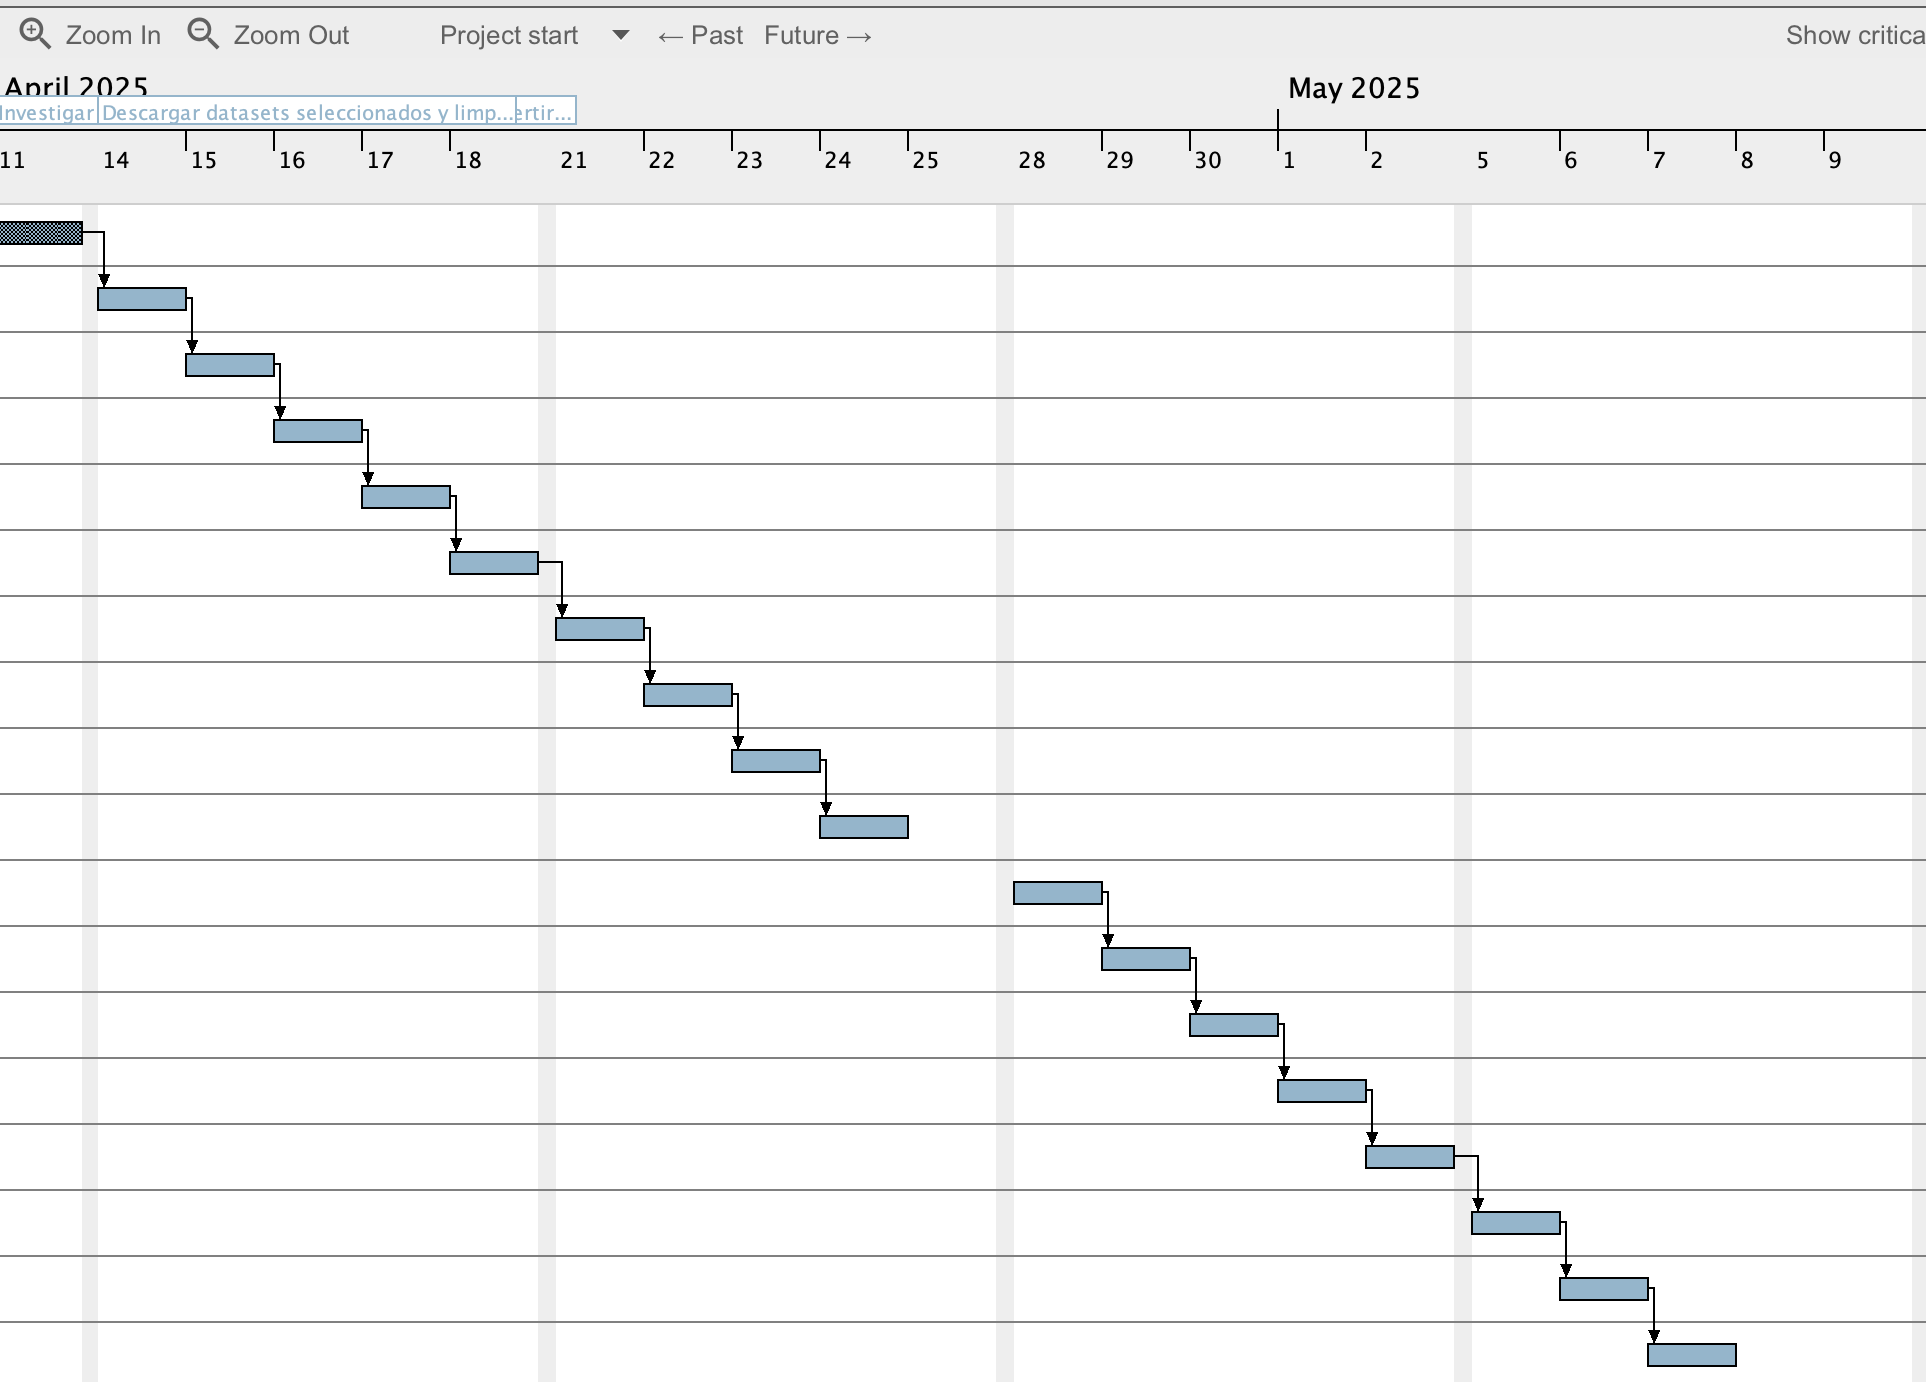 Zoom In Zoom Out Project start ← Past Future → Show critica
April 2025 May 2025
Investigar Descargar datasets seleccionados y limp... ertir...
11 14 15 16 17 18 21 22 23 24 25 28 29 30 1 2 5 6 7 8 9